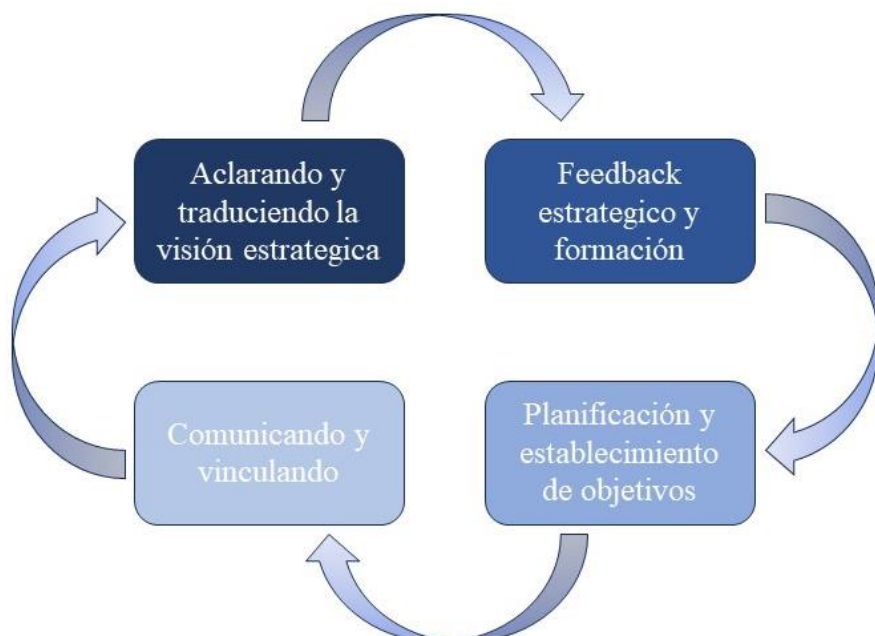 Aclarando y
traduciendo la
visión estrategica
Feedback
estrategico y
formación
Comunicando y
vinculando
Planificación y
establecimiento
de objetivos